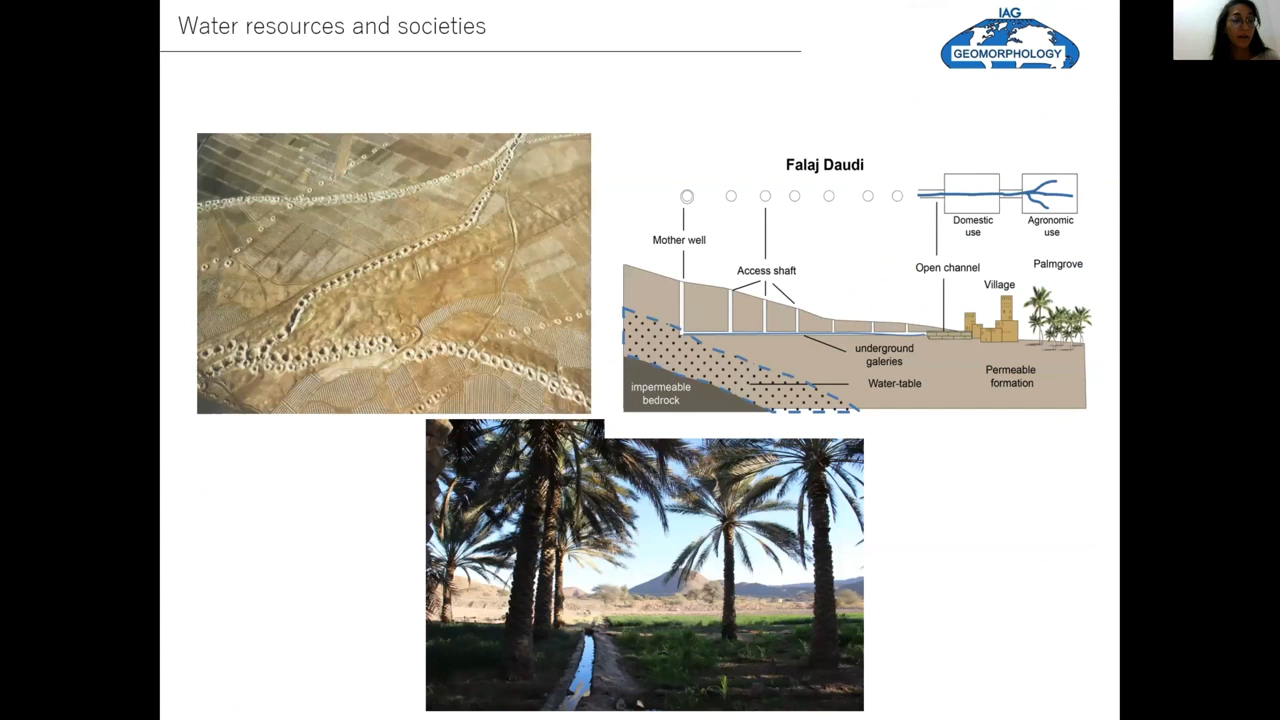 Water resources and societies
IAG
GEOMORPHOLOGY
Falaj Daudi
Domestic
use
Agronomic
use
Mother well
Access shaft
Open channel
Palmgrove
Village
underground
galeries
Water-table
Permeable
formation
impermeable
bedrock